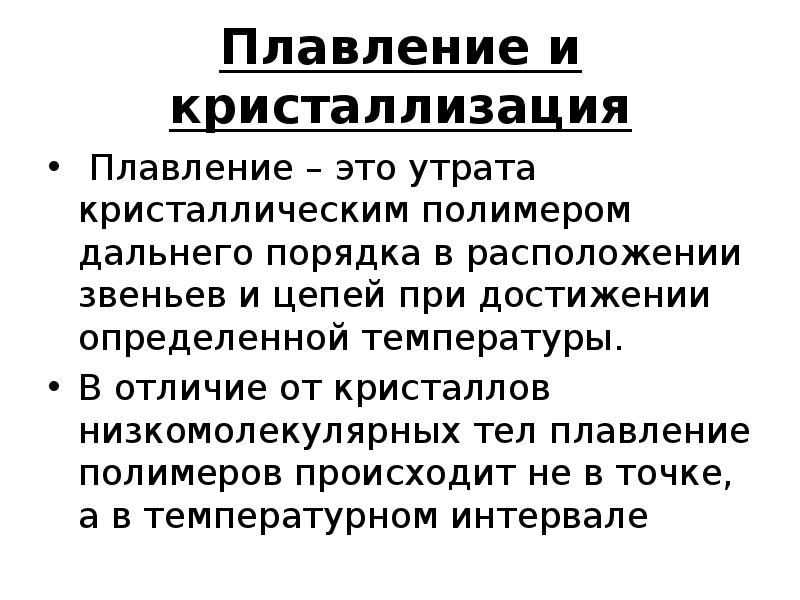 Плавление и
кристаллизация
• Плавление – это утрата
кристаллическим полимером
дальнего порядка в расположении
звеньев и цепей при достижении
определенной температуры.
• В отличие от кристаллов
низкомолекулярных тел плавление
полимеров происходит не в точке,
а в температурном интервале